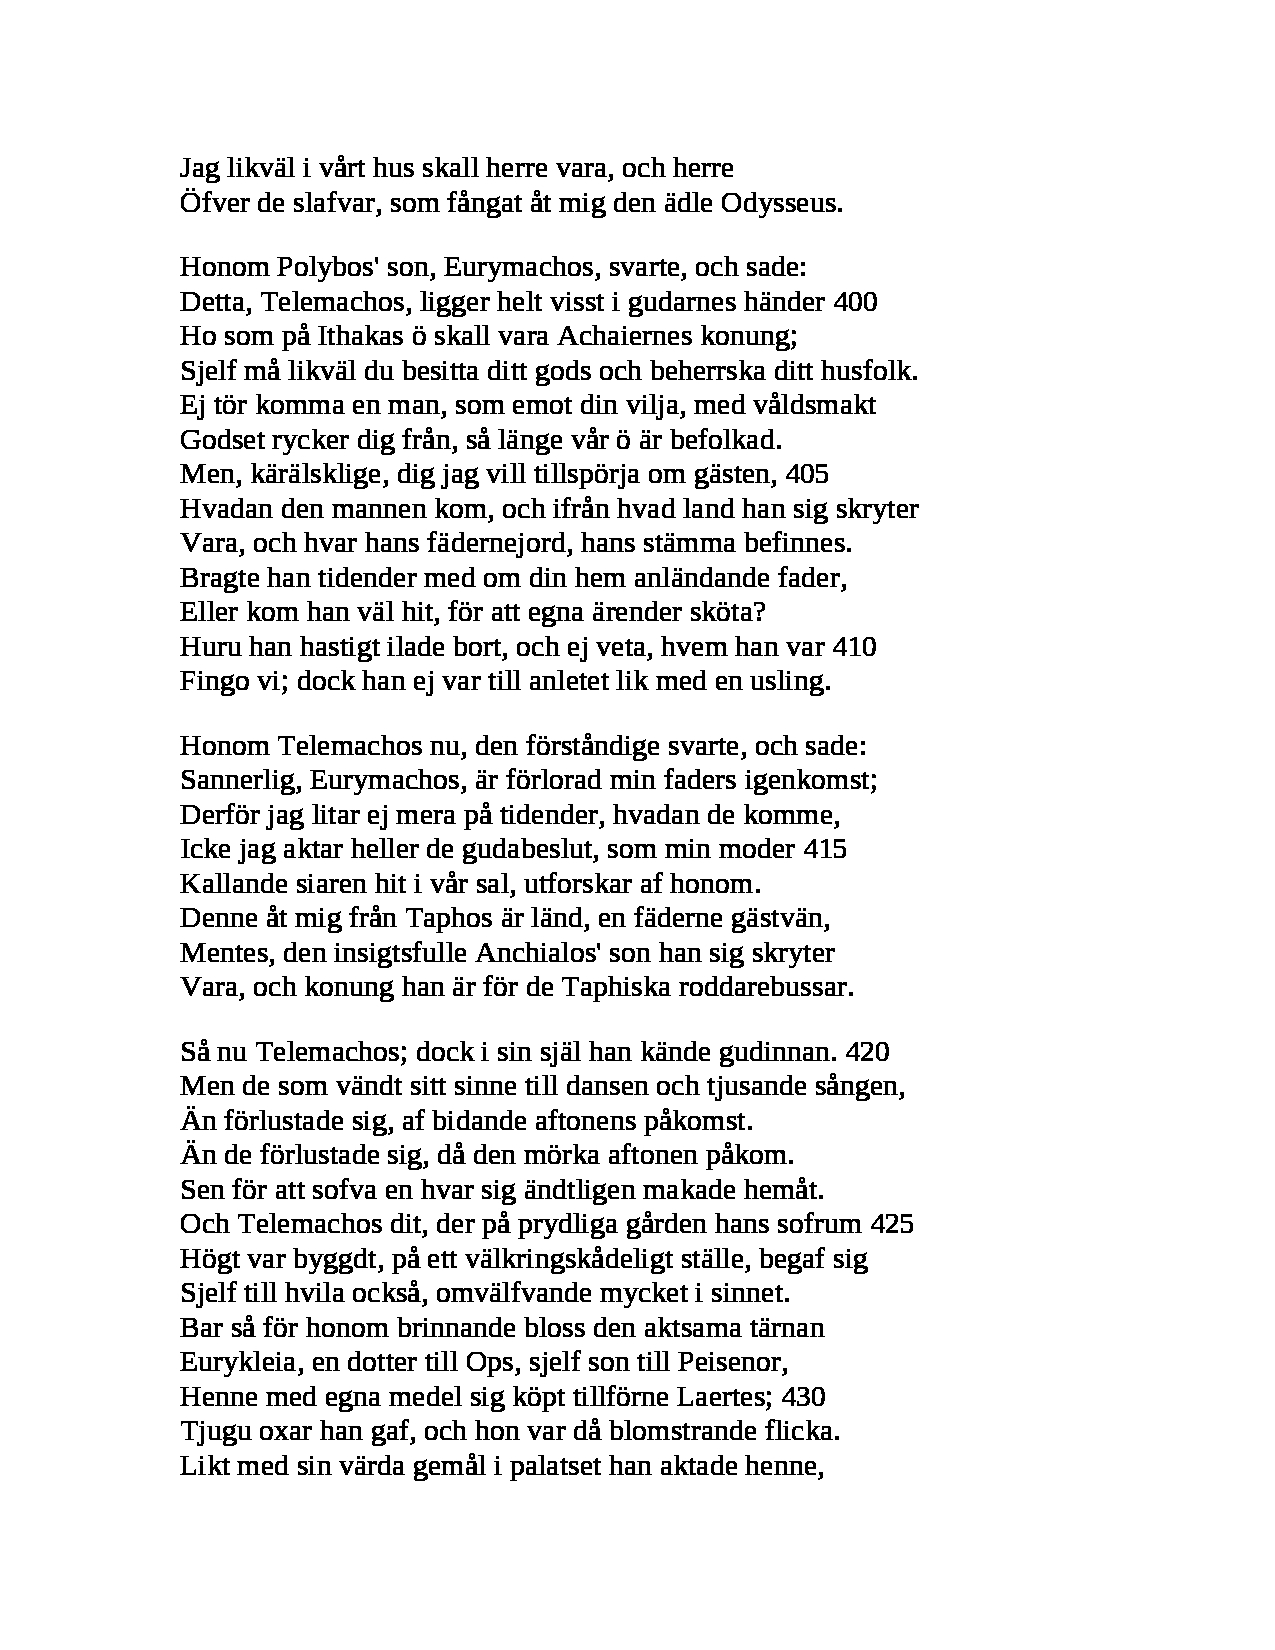 Jag likväl i vårt hus skall herre vara, och herre
Öfver de slafvar, som fångat åt mig den ädle Odysseus.
Honom Polybos' son, Eurymachos, svarte, och sade:
Detta, Telemachos, ligger helt visst i gudarnes händer 400
Ho som på Ithakas ö skall vara Achaiernes konung;
Sjelf må likväl du besitta ditt gods och beherrska ditt husfolk.
Ej tör komma en man, som emot din vilja, med våldsmakt
Godset rycker dig från, så länge vår ö är befolkad.
Men, kärälsklige, dig jag vill tillspörja om gästen, 405
Hvadan den mannen kom, och ifrån hvad land han sig skryter
Vara, och hvar hans fädernejord, hans stämma befinnes.
Bragte han tidender med om din hem anländande fader,
Eller kom han väl hit, för att egna ärender sköta?
Huru han hastigt ilade bort, och ej veta, hvem han var 410
Fingo vi; dock han ej var till anletet lik med en usling.
Honom Telemachos nu, den förståndige svarte, och sade:
Sannerlig, Eurymachos, är förlorad min faders igenkomst;
Derför jag litar ej mera på tidender, hvadan de komme,
Icke jag aktar heller de gudabeslut, som min moder 415
Kallande siaren hit i vår sal, utforskar af honom.
Denne åt mig från Taphos är länd, en fäderne gästvän,
Mentes, den insigtsfulle Anchialos' son han sig skryter
Vara, och konung han är för de Taphiska roddarebussar.
Så nu Telemachos; dock i sin själ han kände gudinnan. 420
Men de som vändt sitt sinne till dansen och tjusande sången,
Än förlustade sig, af bidande aftonens påkomst.
Än de förlustade sig, då den mörka aftonen påkom.
Sen för att sofva en hvar sig ändtligen makade hemåt.
Och Telemachos dit, der på prydliga gården hans sofrum 425
Högt var byggdt, på ett välkringskådeligt ställe, begaf sig
Sjelf till hvila också, omvälfvande mycket i sinnet.
Bar så för honom brinnande bloss den aktsama tärnan
Eurykleia, en dotter till Ops, sjelf son till Peisenor,
Henne med egna medel sig köpt tillförne Laertes; 430
Tjugu oxar han gaf, och hon var då blomstrande flicka.
Likt med sin värda gemål i palatset han aktade henne,